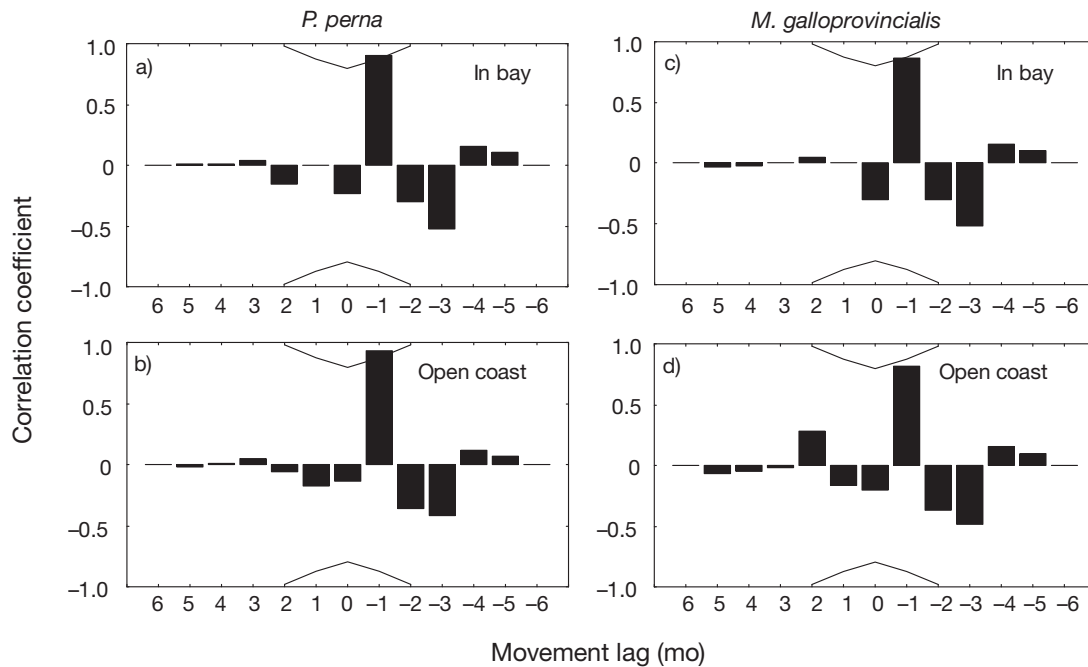 P. perna
M. galloprovincialis
Correlation coefficient
a)
In bay
1.0
0.5
0
–0.5
–1.0
6 5 4 3 2 1 0 –1 –2 –3 –4 –5 –6
c)
In bay
1.0
0.5
0
–0.5
–1.0
6 5 4 3 2 1 0 –1 –2 –3 –4 –5 –6
b)
Open coast
1.0
0.5
0
–0.5
–1.0
6 5 4 3 2 1 0 –1 –2 –3 –4 –5 –6
d)
Open coast
1.0
0.5
0
–0.5
–1.0
6 5 4 3 2 1 0 –1 –2 –3 –4 –5 –6
Movement lag (mo)